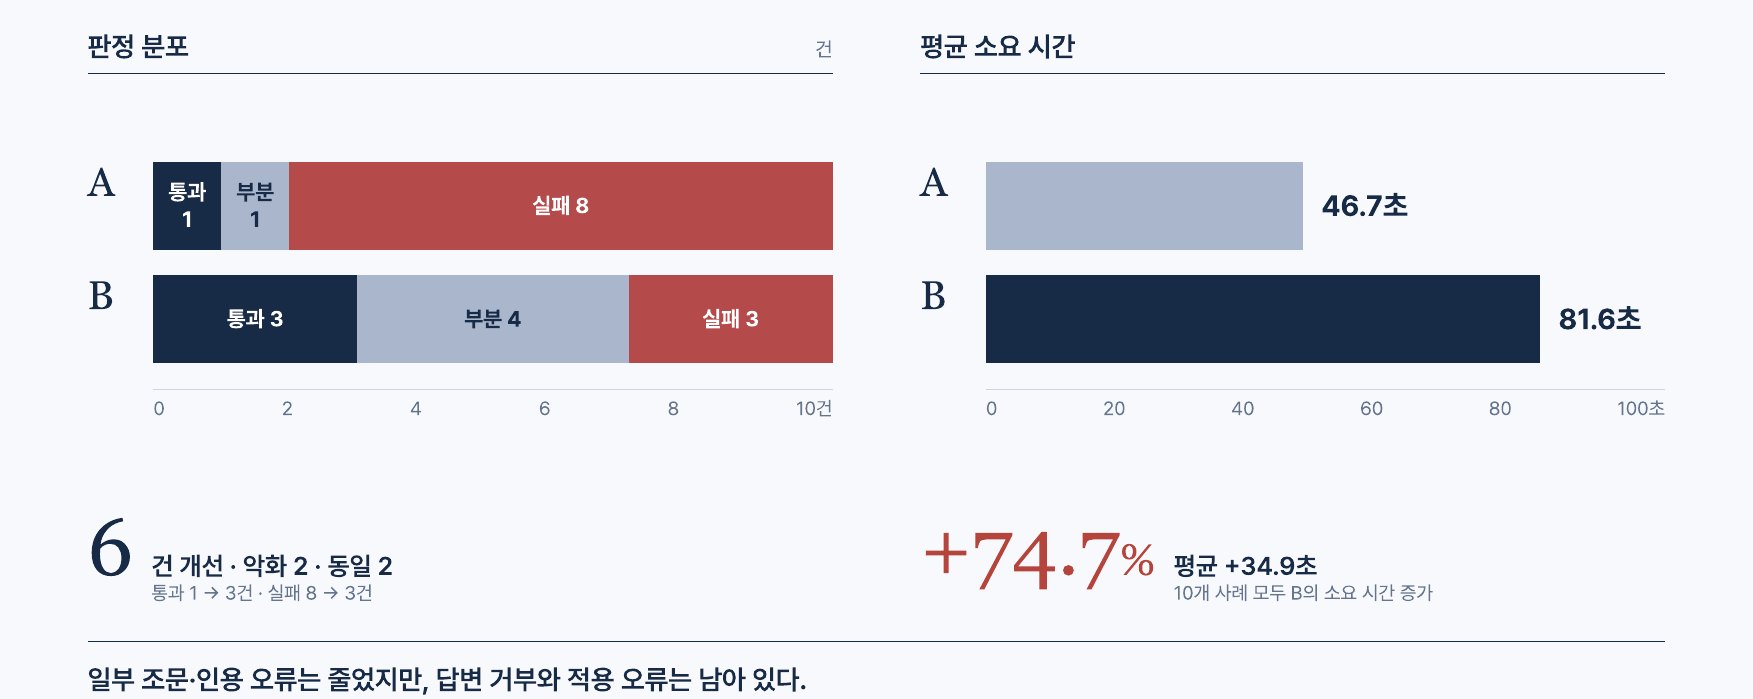 판정 분포
건
A
통과
1
부분
1
실패 8
B
통과 3
부분 4
실패 3
0 2 4 6 8 10건
6 건 개선 · 악화 2 · 동일 2
통과 1 → 3건 · 실패 8 → 3건
평균 소요 시간
A
46.7초
B
81.6초
0 20 40 60 80 100초
+74.7% 평균 +34.9초
10개 사례 모두 B의 소요 시간 증가
일부 조문·인용 오류는 줄었지만, 답변 거부와 적용 오류는 남아 있다.